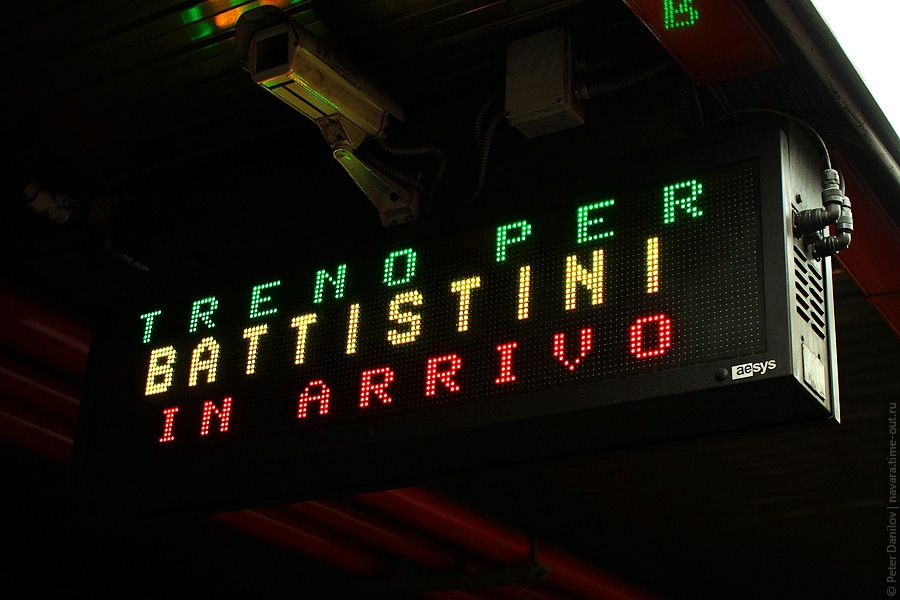 B
TRENO PER
BATTISTINI
IN ARRIVO
aesys
© Peter Danilov | navara.time-out.ru